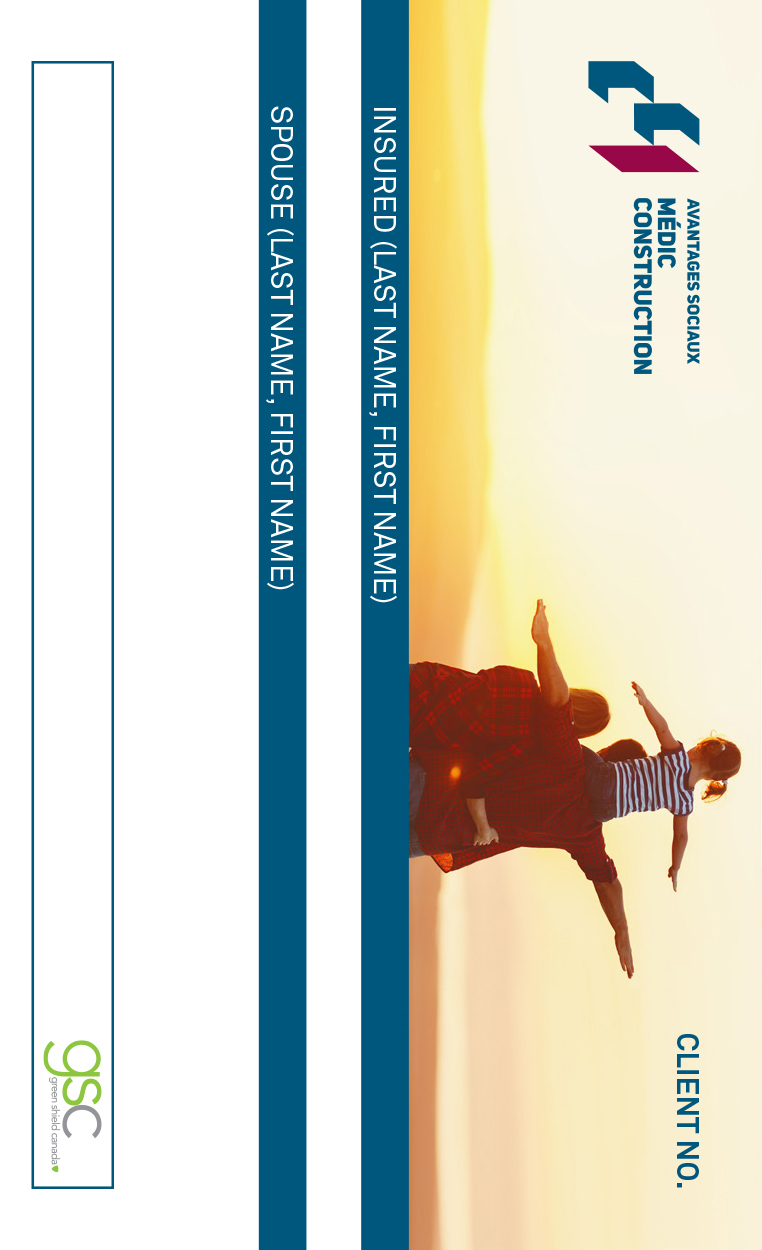 AVANTAGES SOCIAUX
MÉDIC
CONSTRUCTION
CLIENT NO.
INSURED (LAST NAME, FIRST NAME)
SPOUSE (LAST NAME, FIRST NAME)
gsc
green shield canada